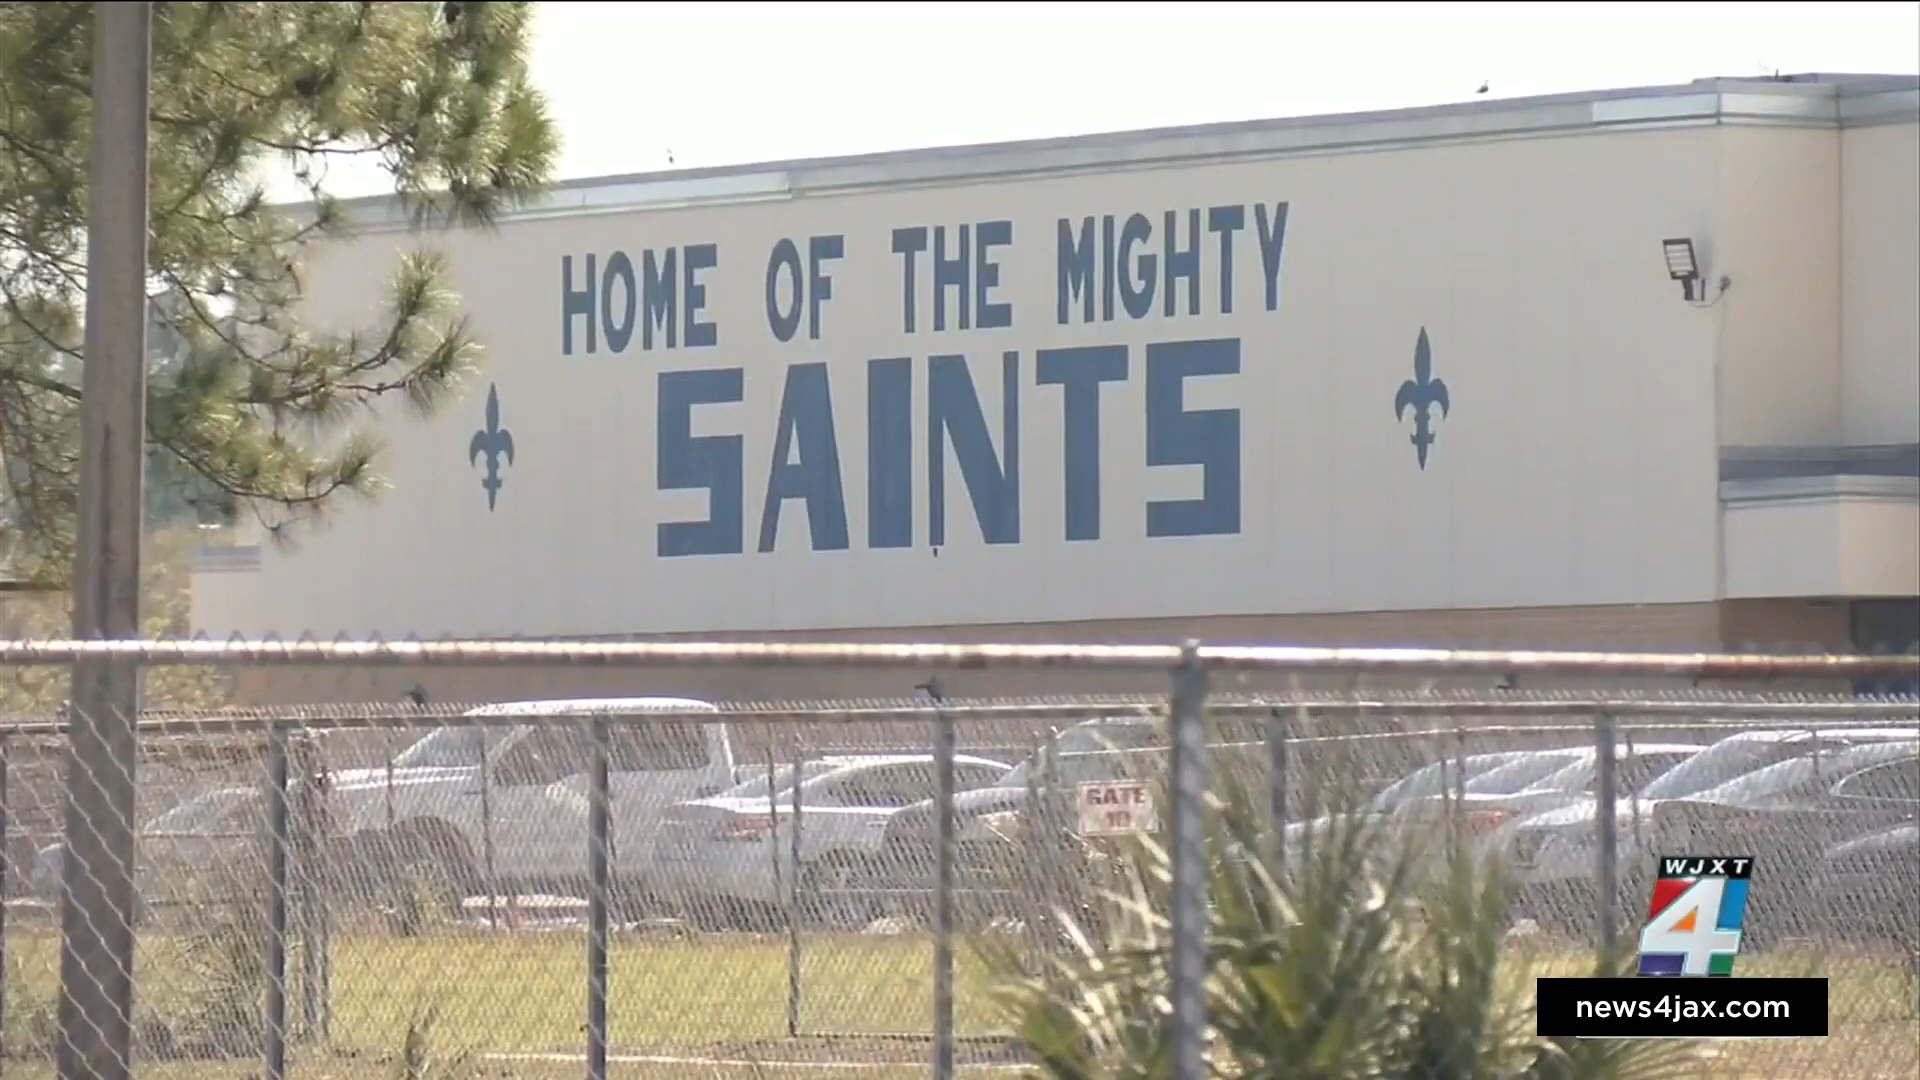 HOME OF THE MIGHTY
SAINTS
GATE
10
WJXT
4
news4jax.com